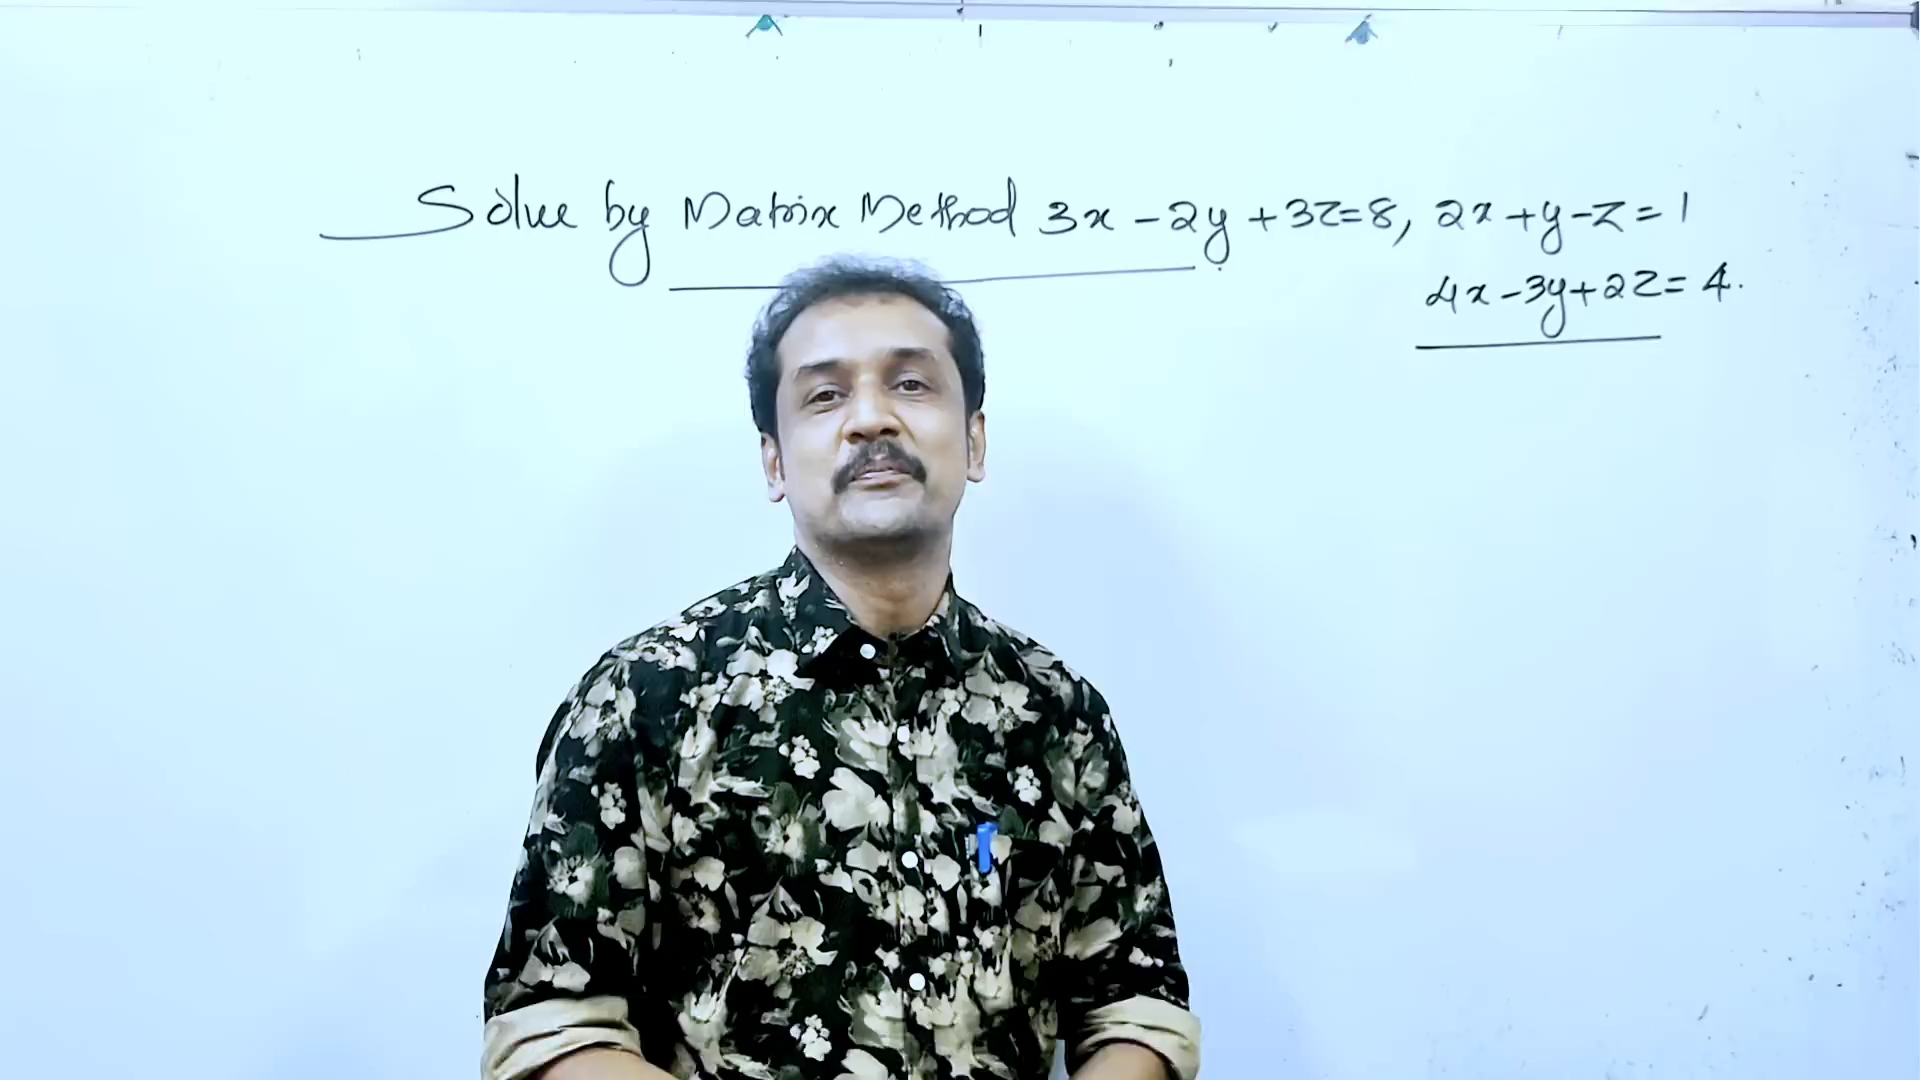 Solve by Matrix Method 3x-2y+3z=8, 2x+y-z=1
4x-3y+2z=4.